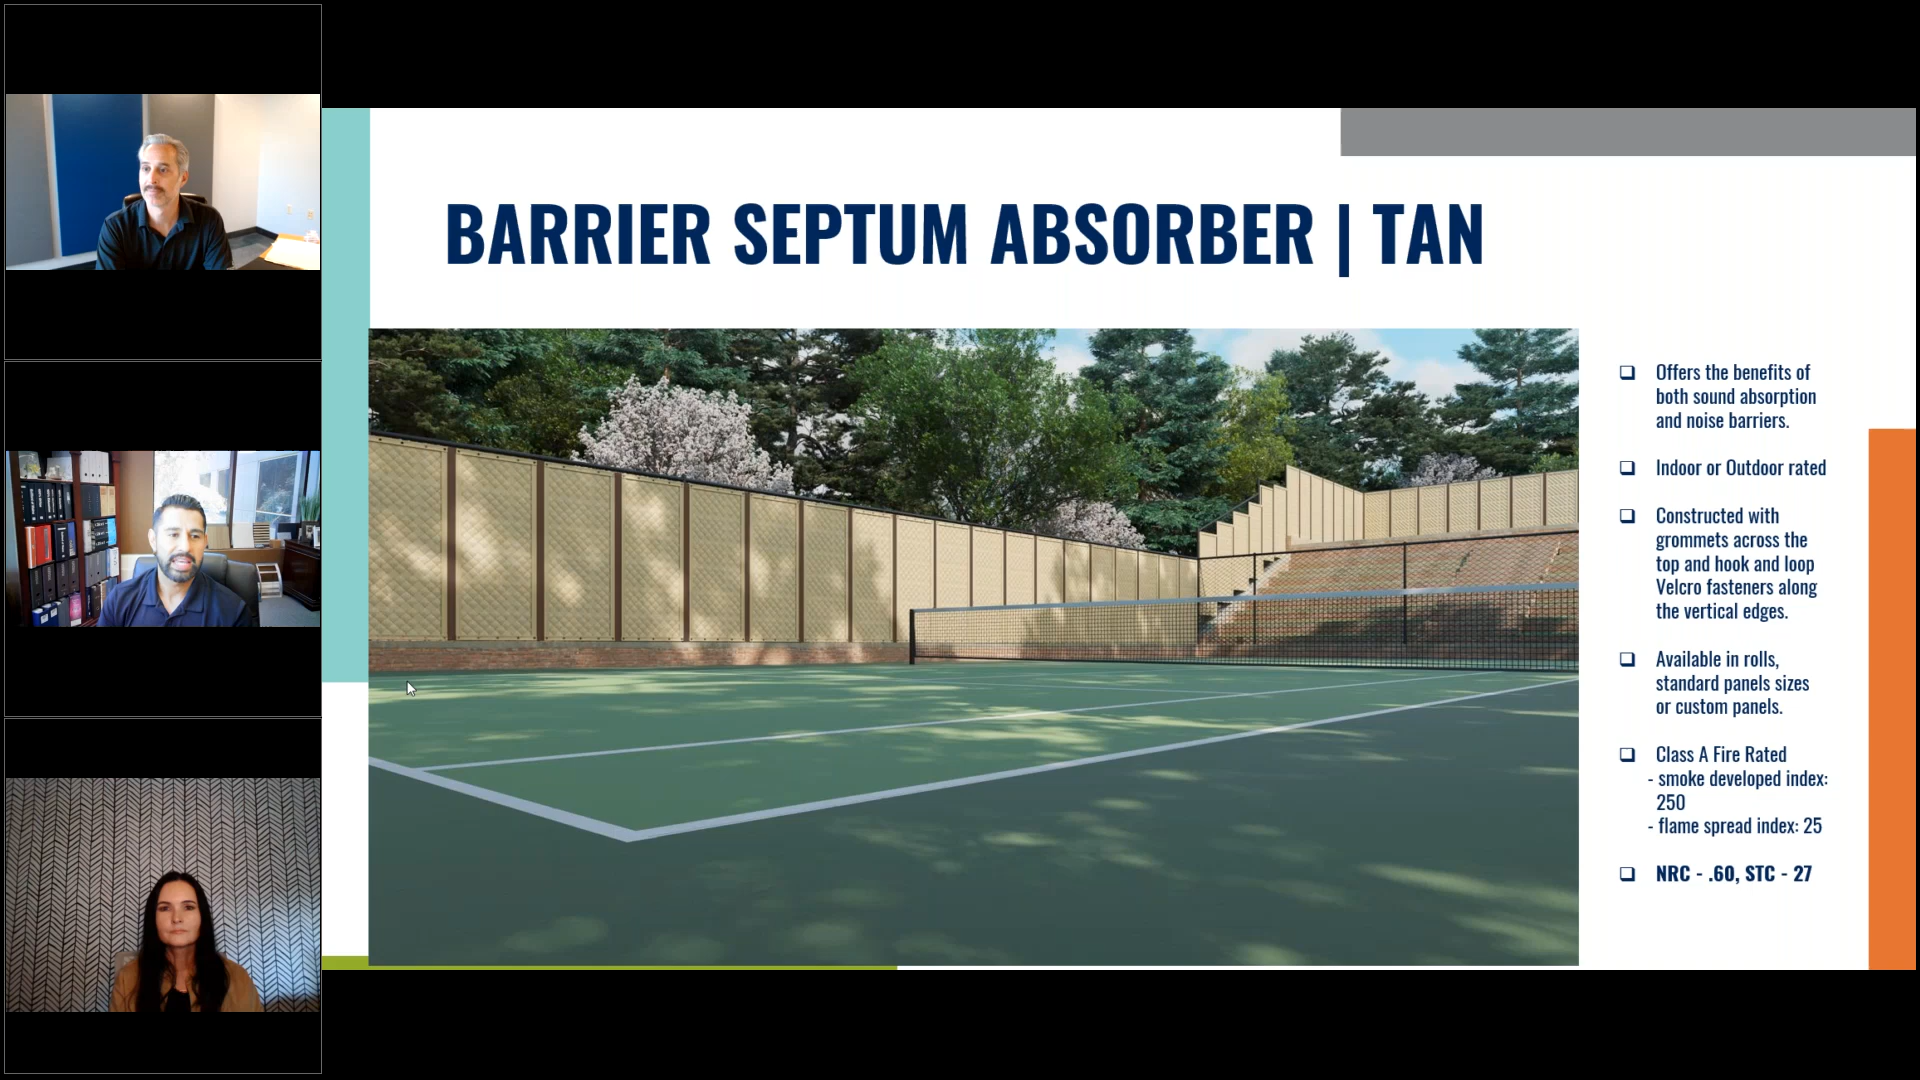 BARRIER SEPTUM ABSORBER | TAN
❑ Offers the benefits of
both sound absorption
and noise barriers.
❑ Indoor or Outdoor rated
❑ Constructed with
grommets across the
top and hook and loop
Velcro fasteners along
the vertical edges.
❑ Available in rolls,
standard panels sizes
or custom panels.
❑ Class A Fire Rated
- smoke developed index:
250
- flame spread index: 25
❑ NRC - .60, STC - 27